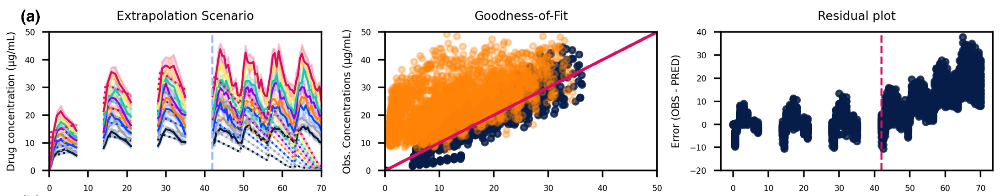 (a)
Extrapolation Scenario
Drug concentration (μg/mL)
50
40
30
20
10
0
0 10 20 30 40 50 60 70
Goodness-of-Fit
Obs. Concentrations (μg/mL)
50
40
30
20
10
0
0 10 20 30 40 50
Residual plot
Error (OBS - PRED)
40
30
20
10
0
−10
−20
0 10 20 30 40 50 60 70